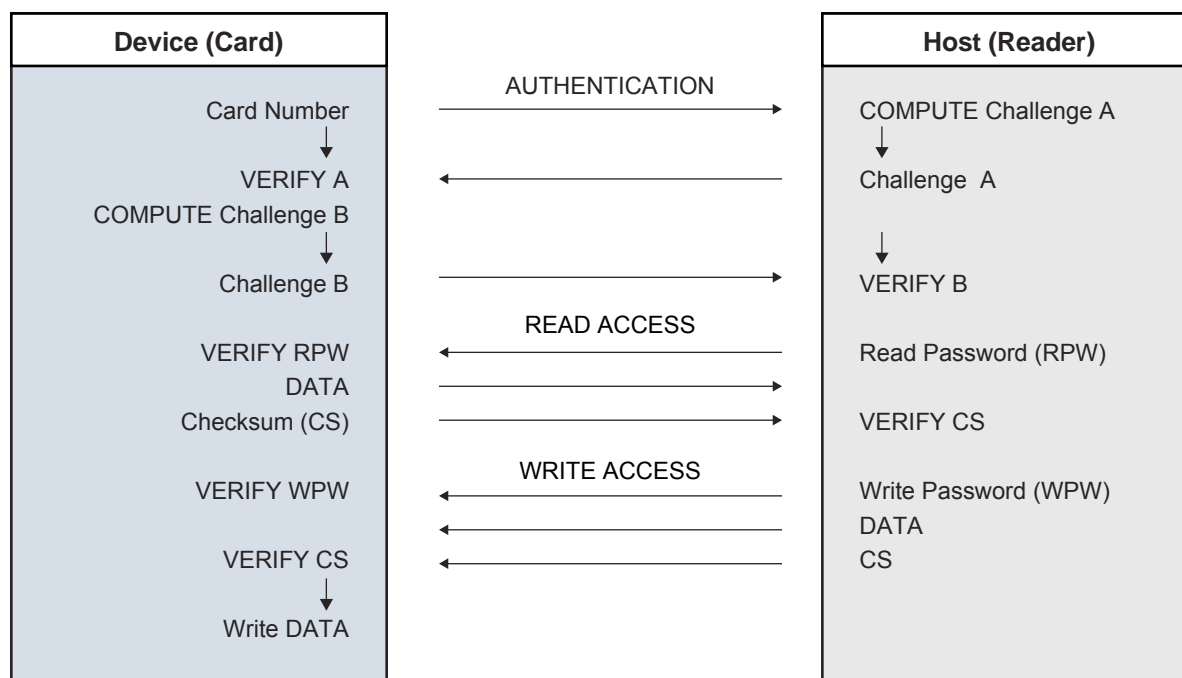 Device (Card)
Host (Reader)
AUTHENTICATION
Card Number
COMPUTE Challenge A
VERIFY A
Challenge A
COMPUTE Challenge B
Challenge B
VERIFY B
READ ACCESS
VERIFY RPW
Read Password (RPW)
DATA
Checksum (CS)
VERIFY CS
WRITE ACCESS
VERIFY WPW
Write Password (WPW)
DATA
VERIFY CS
CS
Write DATA